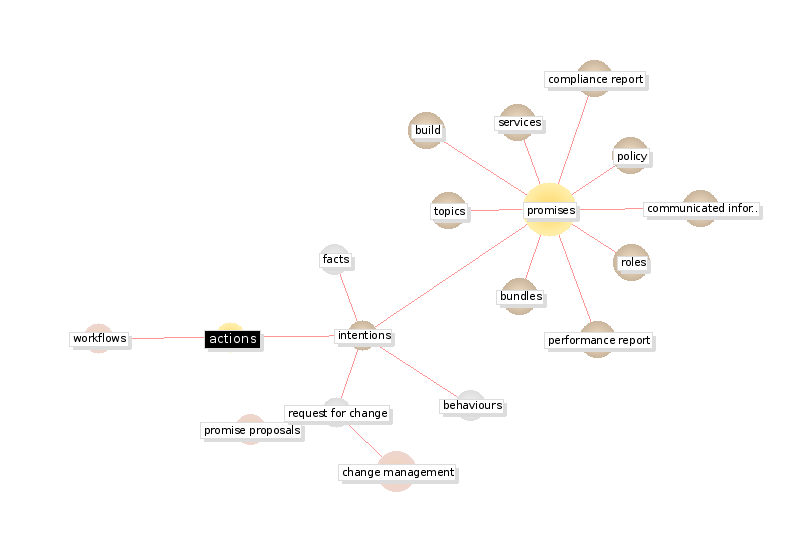 compliance report
services
build
policy
communicated infor..
topics
promises
facts
roles
bundles
workflows
actions
intentions
performance report
behaviours
request for change
promise proposals
change management